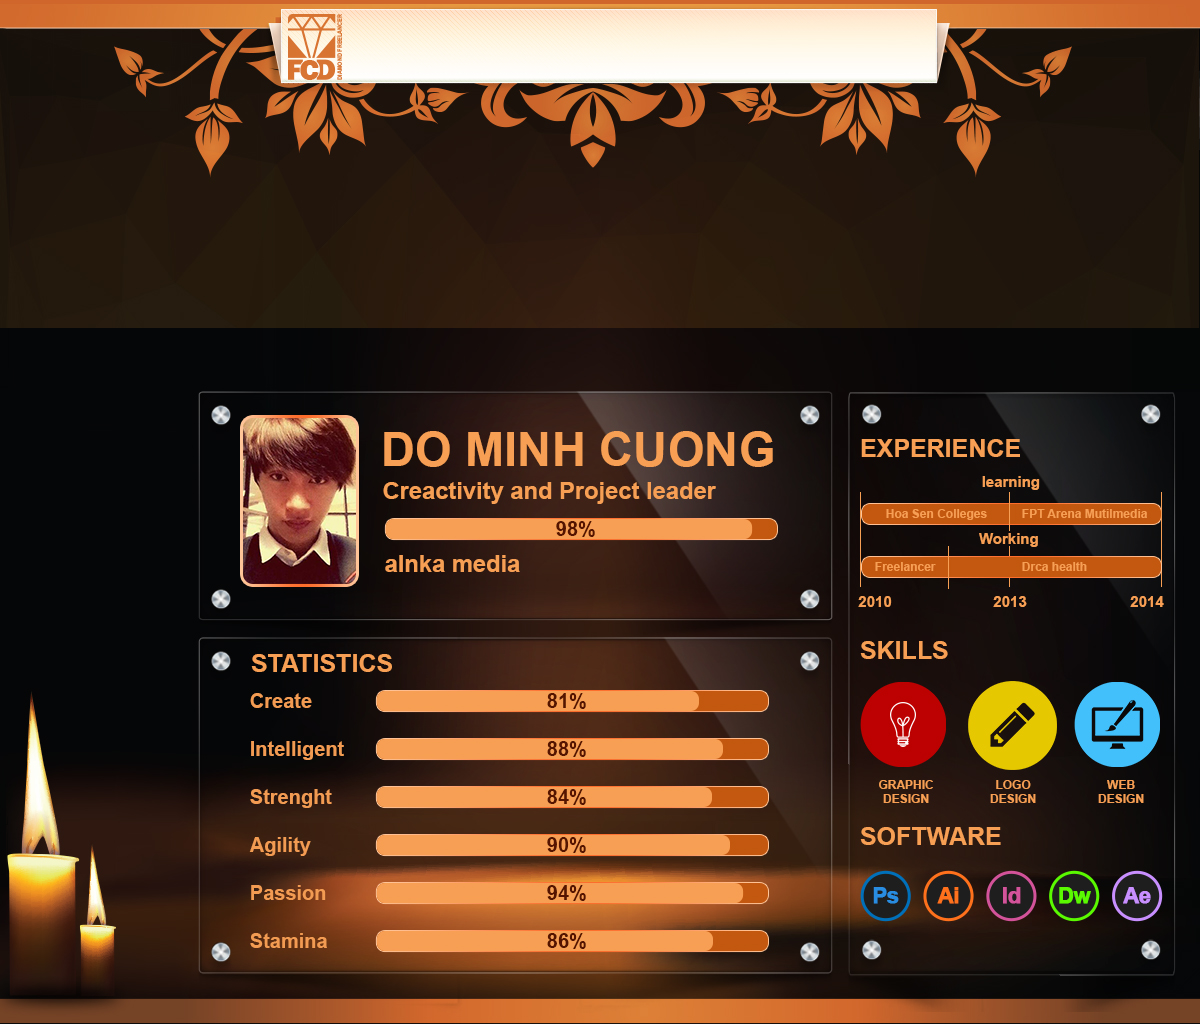 FCD
DIAMOND FREELANCER
DO MINH CUONG
Creactivity and Project leader
98%
alnka media
STATISTICS
Create 81%
Intelligent 88%
Strenght 84%
Agility 90%
Passion 94%
Stamina 86%
EXPERIENCE
learning
Hoa Sen Colleges FPT Arena Mutilmedia
Working
Freelancer Drca health
2010 2013 2014
SKILLS
GRAPHIC
DESIGN
LOGO
DESIGN
WEB
DESIGN
SOFTWARE
Ps Ai Id Dw Ae